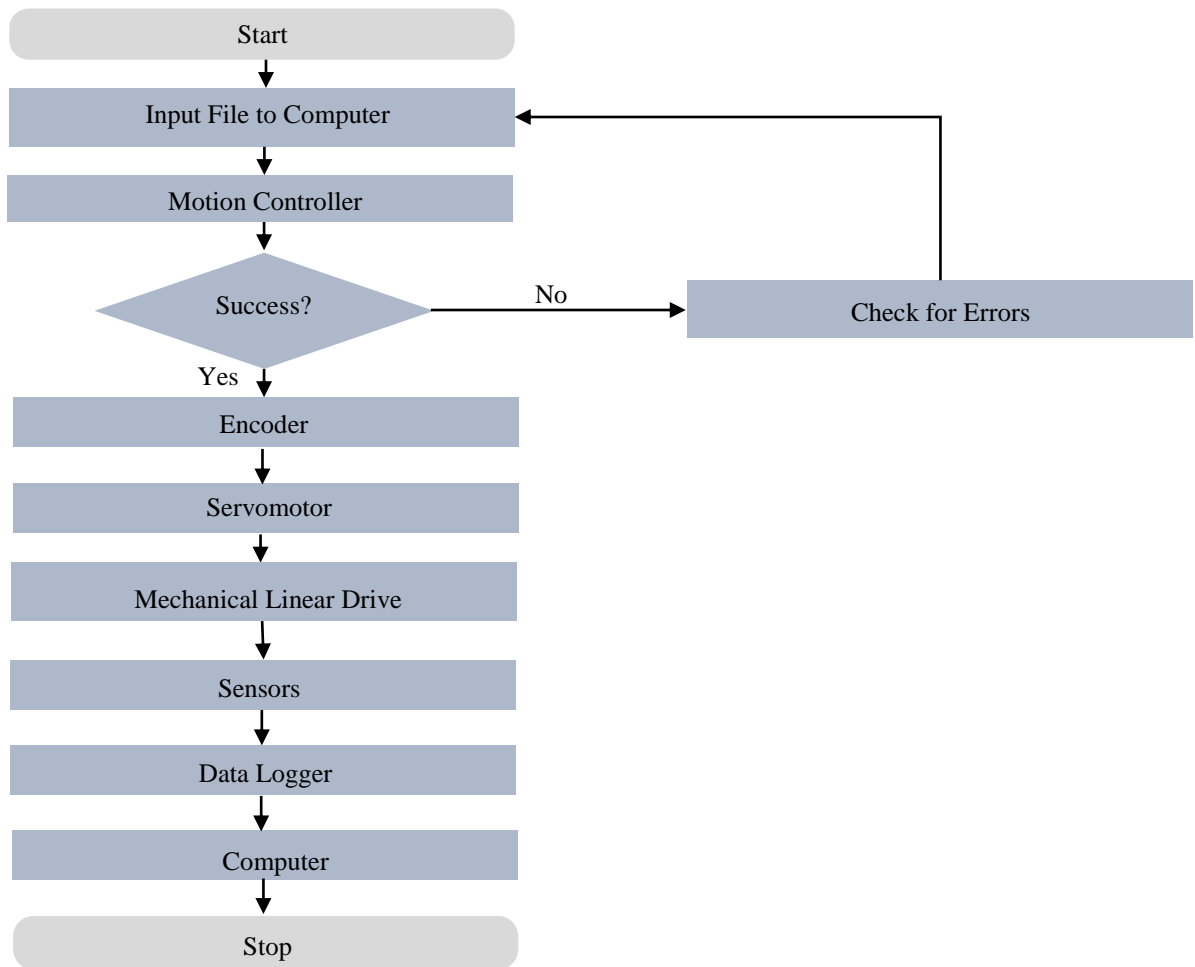 Start
Input File to Computer
Motion Controller
Success?
No
Check for Errors
Yes
Encoder
Servomotor
Mechanical Linear Drive
Sensors
Data Logger
Computer
Stop